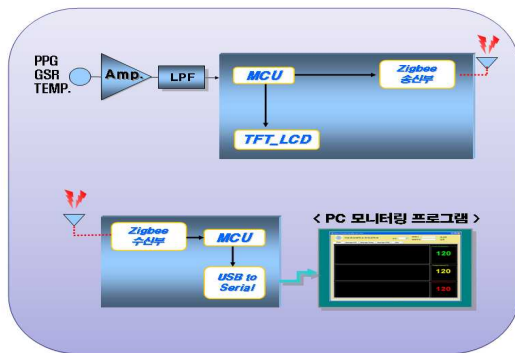 PPG
GSR
TEMP.
Amp.
LPF
MCU
Zigbee
송신부
TFT_LCD
Zigbee
수신부
MCU
USB to
Serial
< PC 모니터링 프로그램 >
120
120
120